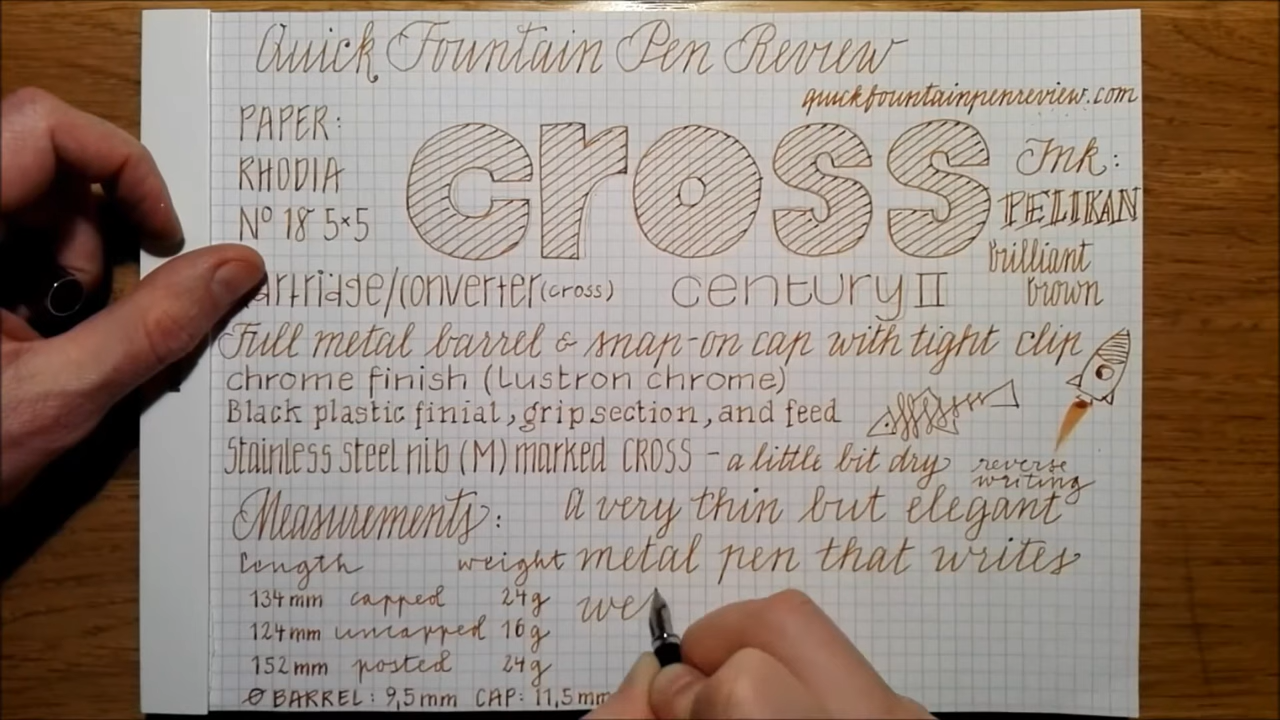 Quick Fountain Pen Review
quickfountainpenreview.com
PAPER:
RHODIA
Nº 18 5×5
cross
Ink:
PELIKAN
brilliant
brown
artridge/converter (cross)
century II
Full metal barrel & snap-on cap with tight clip
chrome finish (Lustron chrome)
Black plastic finial, grip section, and feed
Stainless steel nib (M) marked CROSS - a little bit dry
reverse
writing
Measurements:
A very thin but elegant
metal pen that writes
we
length weight
134mm capped 24g
124mm uncapped 16g
152mm posted 24g
Ø BARREL: 9,5mm CAP: 11,5mm